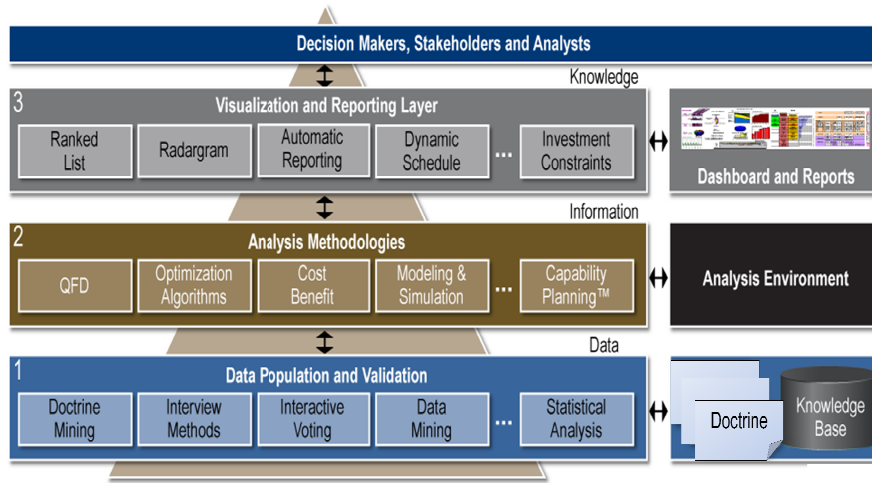 Decision Makers, Stakeholders and Analysts
Knowledge
3
Visualization and Reporting Layer
Ranked
List
Radargram
Automatic
Reporting
Dynamic
Schedule
...
Investment
Constraints
Dashboard and Reports
Information
2
Analysis Methodologies
QFD
Optimization
Algorithms
Cost
Benefit
Modeling &
Simulation
...
Capability
Planning™
Analysis Environment
Data
1
Data Population and Validation
Doctrine
Mining
Interview
Methods
Interactive
Voting
Data
Mining
...
Statistical
Analysis
Doctrine
Knowledge
Base